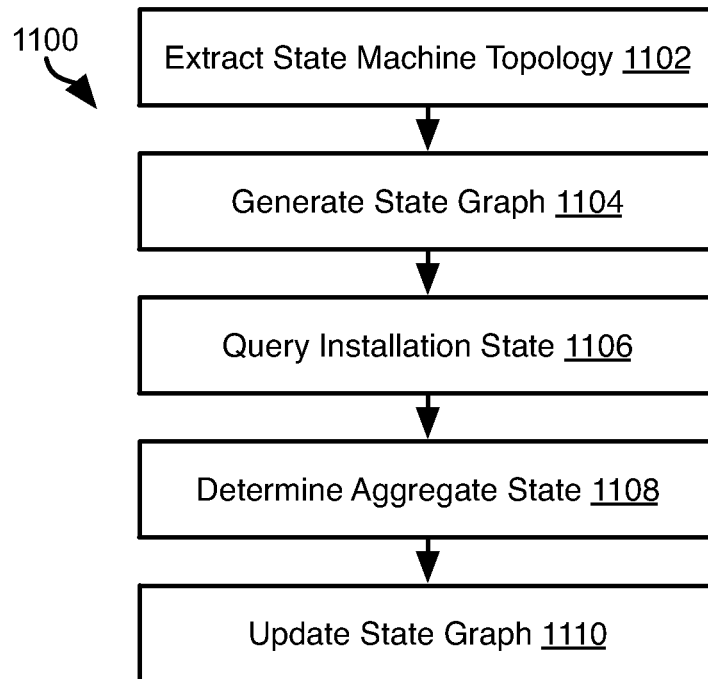 1100
Extract State Machine Topology 1102
Generate State Graph 1104
Query Installation State 1106
Determine Aggregate State 1108
Update State Graph 1110